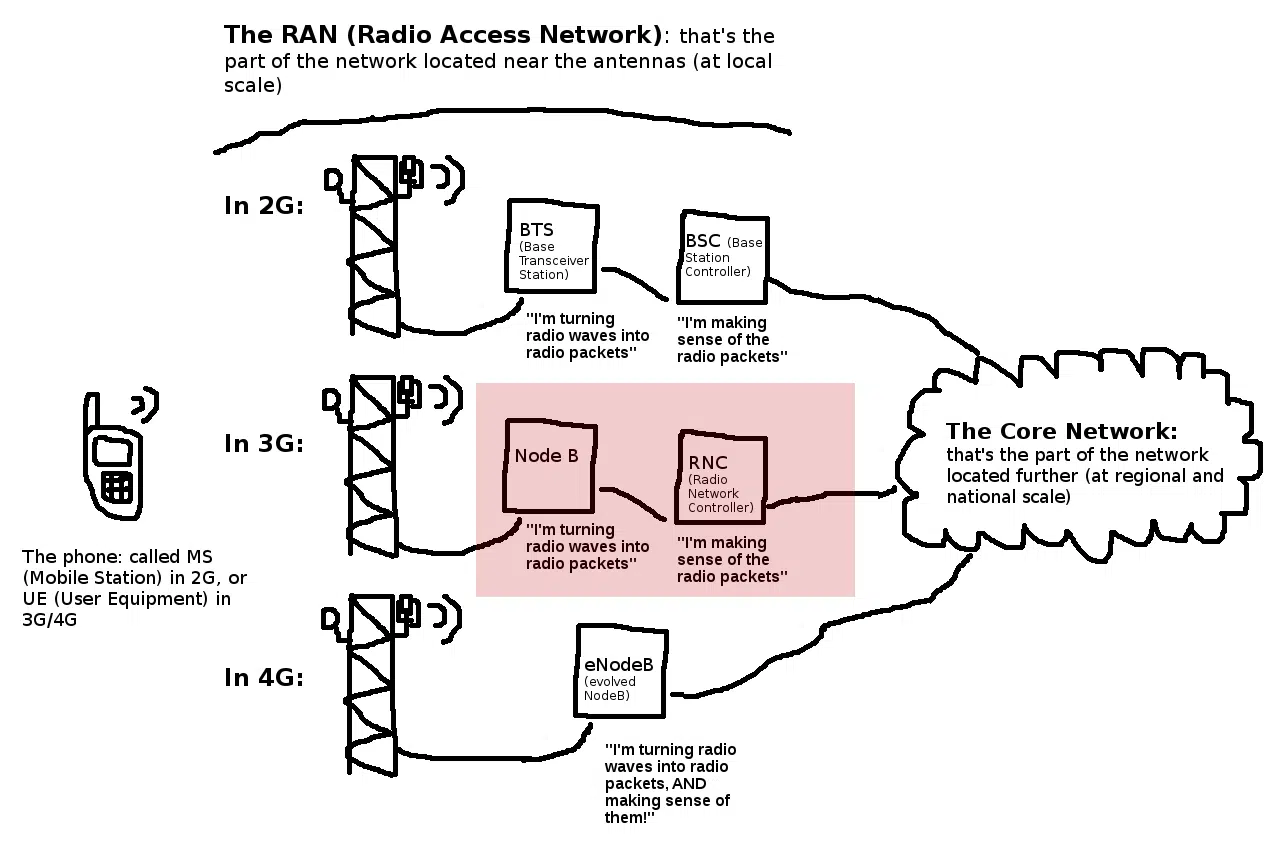 The RAN (Radio Access Network): that's the
part of the network located near the antennas (at local
scale)
In 2G:
BTS
(Base
Transceiver
Station)
"I'm turning
radio waves into
radio packets"
BSC (Base
Station
Controller)
"I'm making
sense of the
radio packets"
In 3G:
Node B
"I'm turning
radio waves into
radio packets"
RNC
(Radio
Network
Controller)
"I'm making
sense of the
radio packets"
The Core Network:
that's the part of the network
located further (at regional and
national scale)
The phone: called MS
(Mobile Station) in 2G, or
UE (User Equipment) in
3G/4G
In 4G:
eNodeB
(evolved
NodeB)
"I'm turning radio
waves into radio
packets, AND
making sense of
them!"